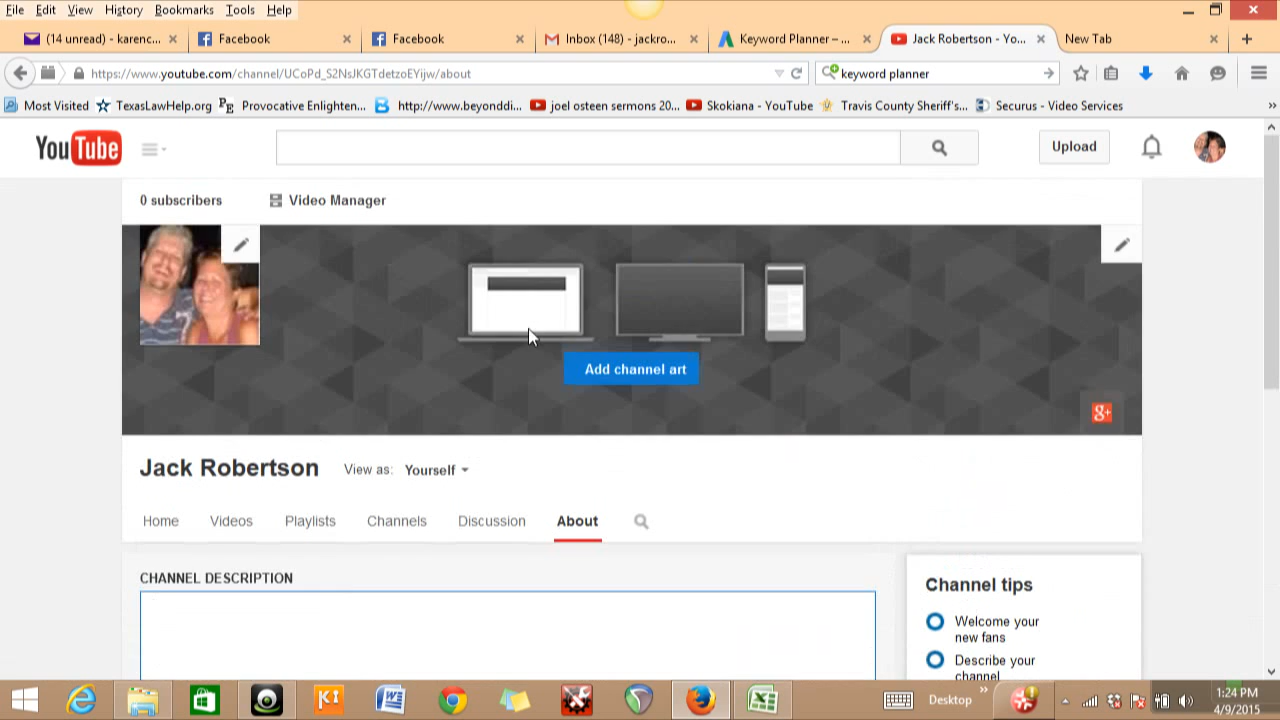 File Edit View History Bookmarks Tools Help
(14 unread) - karenc... × Facebook × Facebook × Inbox (148) - jackro... × Keyword Planner – ... × Jack Robertson - Yo... × New Tab × +
https://www.youtube.com/channel/UCoPd_S2NsJKGTdetzoEYijw/about keyword planner
Most Visited TexasLawHelp.org PE Provocative Enlighten... http://www.beyonddi... joel osteen sermons 20... Skokiana - YouTube Travis County Sheriff's... Securus - Video Services »
YouTube Upload
0 subscribers Video Manager
Add channel art
g+
Jack Robertson View as: Yourself
Home Videos Playlists Channels Discussion About
CHANNEL DESCRIPTION
Channel tips
Welcome your
new fans
Describe your
channel
Desktop » 1:24 PM
4/9/2015